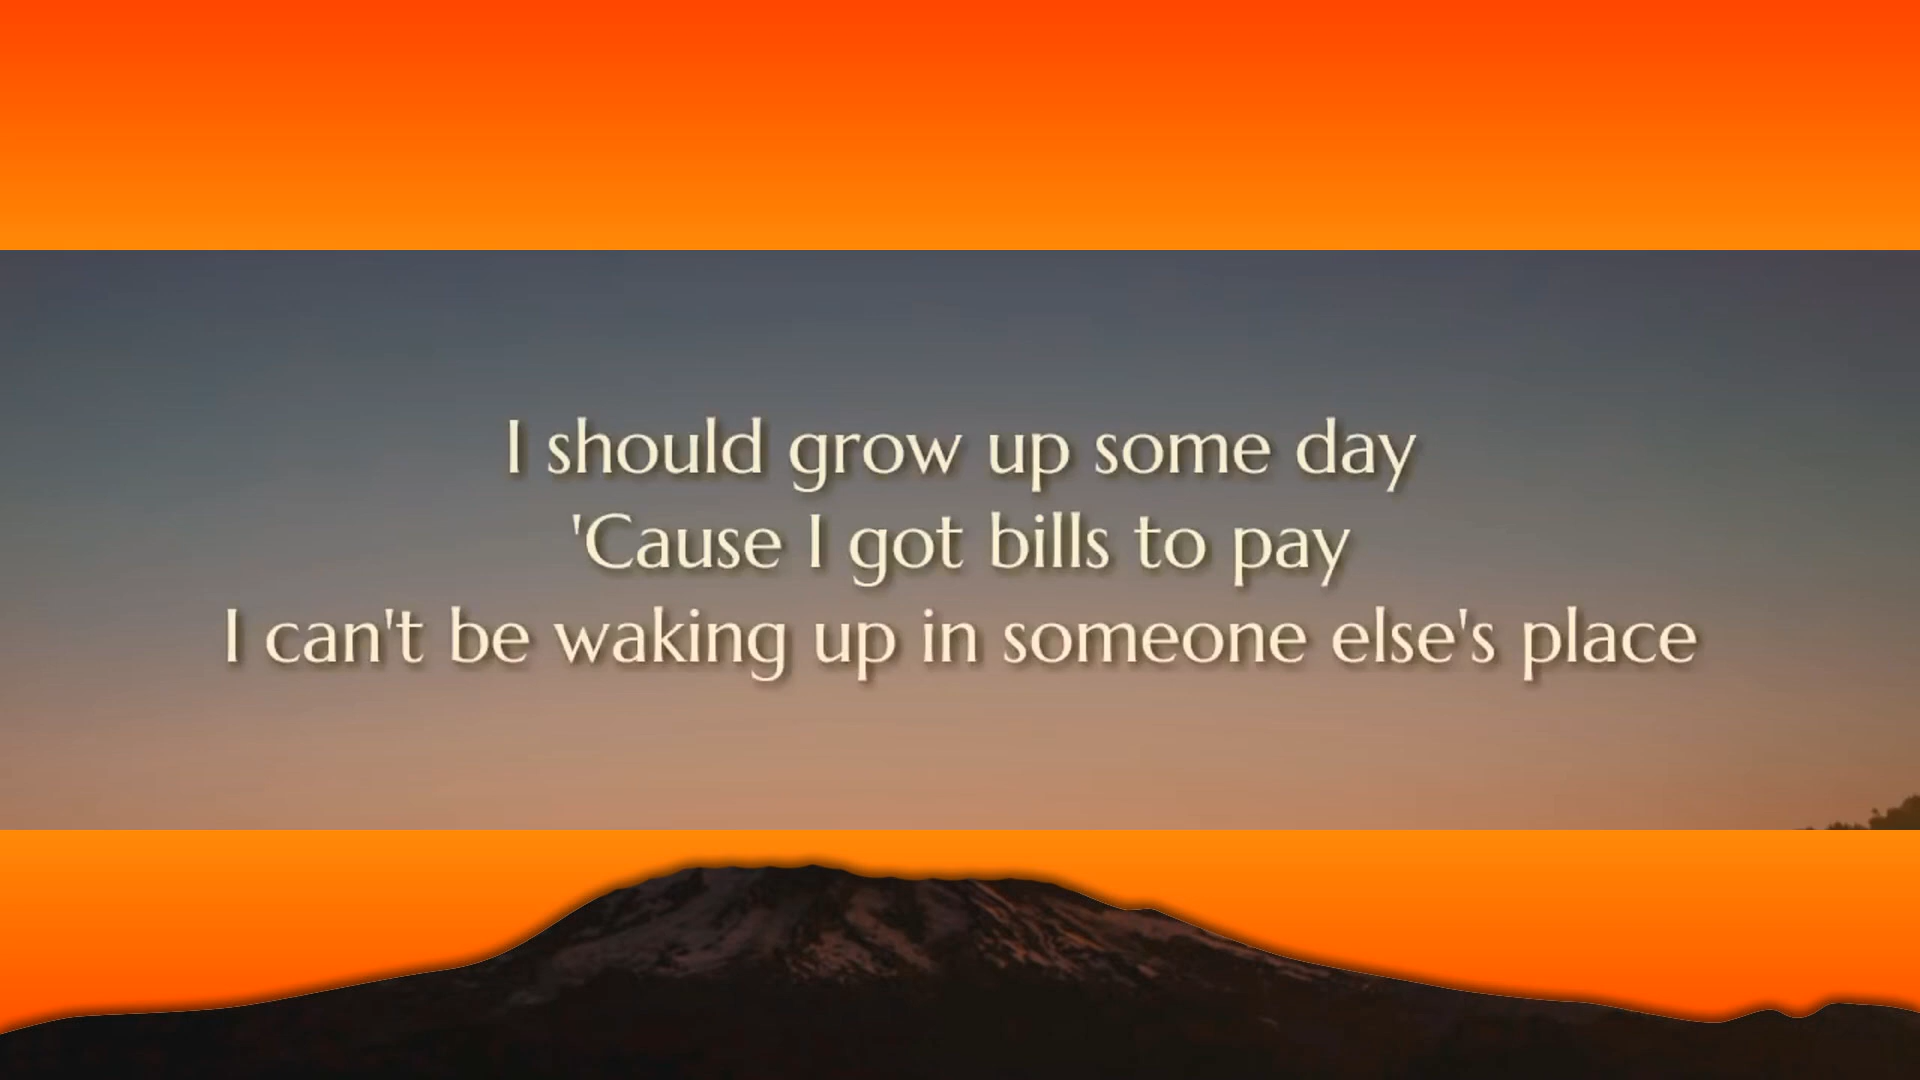 I should grow up some day
'Cause I got bills to pay
I can't be waking up in someone else's place